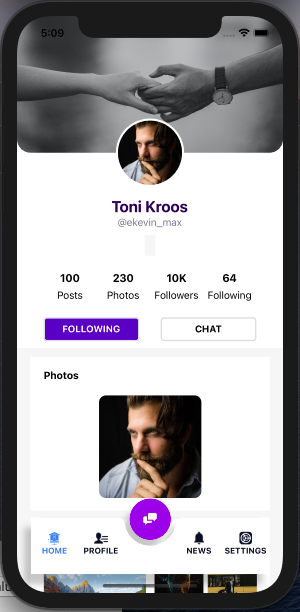 5:09
Toni Kroos
@ekevin_max
100 230 10K 64
Posts Photos Followers Following
FOLLOWING CHAT
Photos
HOME PROFILE NEWS SETTINGS